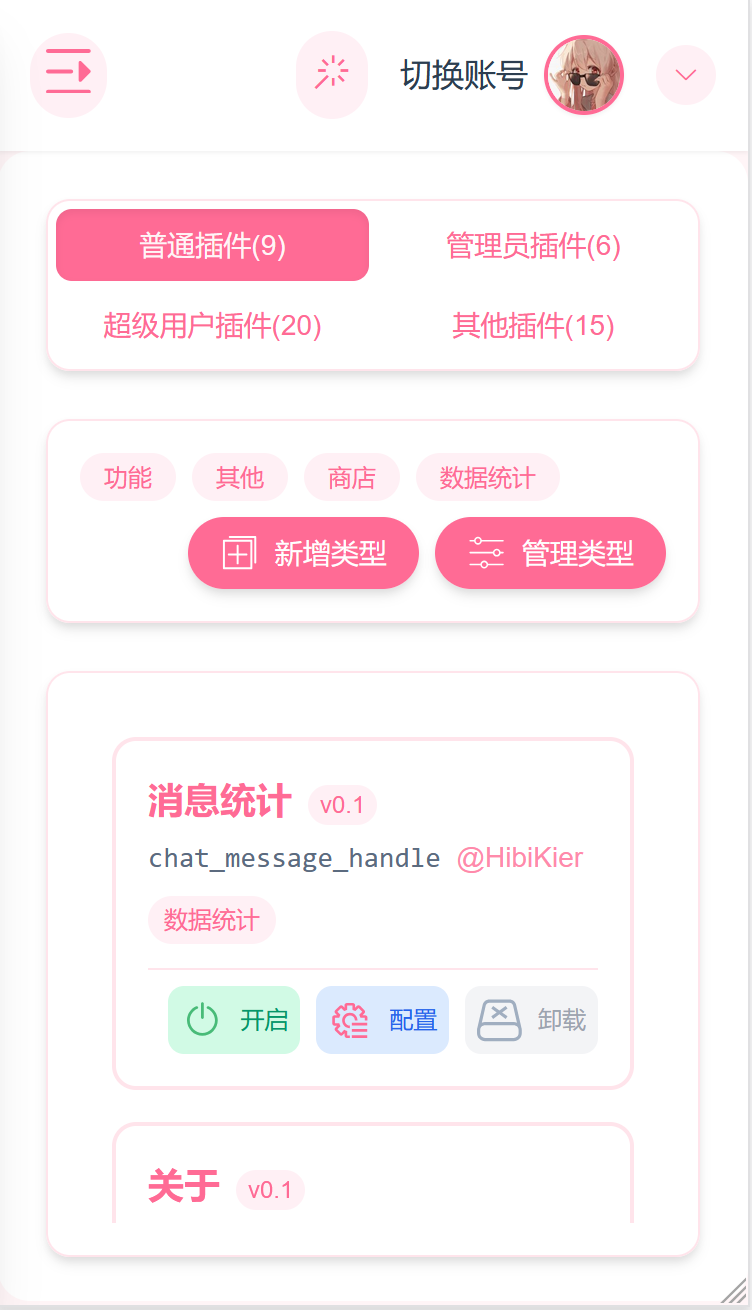 切换账号
普通插件(9) 管理员插件(6)
超级用户插件(20) 其他插件(15)
功能 其他 商店 数据统计
新增类型 管理类型
消息统计 v0.1
chat_message_handle @HibiKier
数据统计
开启 配置 卸载
关于 v0.1